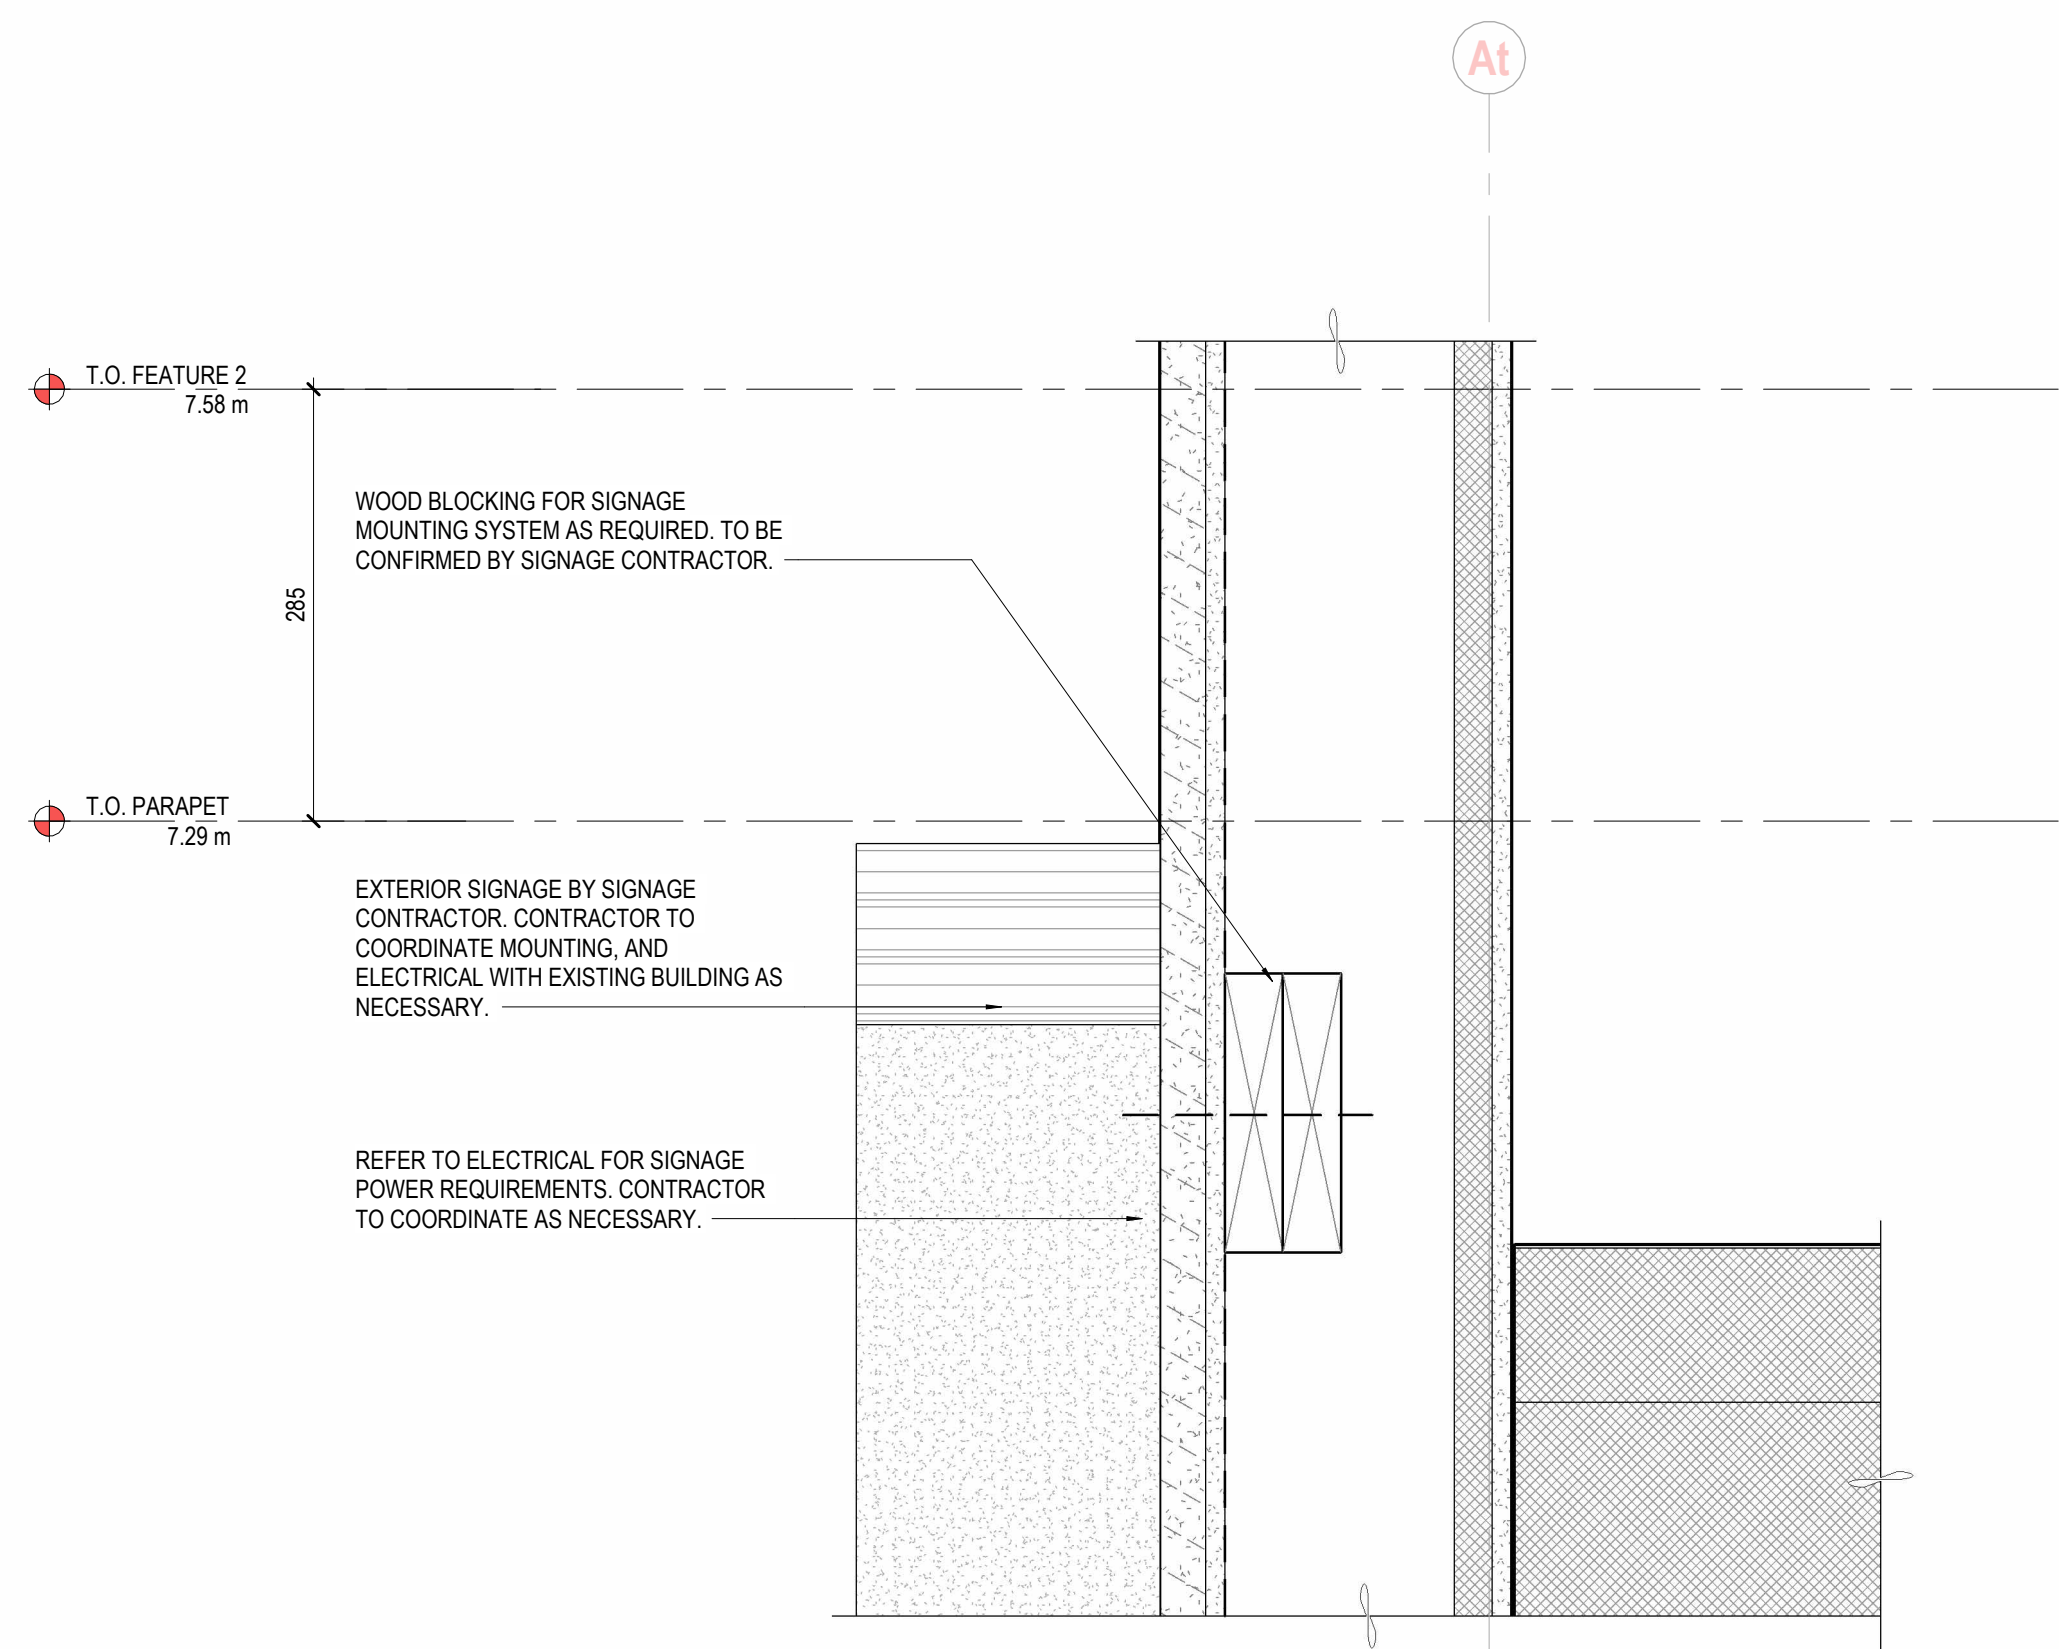 At
T.O. FEATURE 2
7.58 m
WOOD BLOCKING FOR SIGNAGE
MOUNTING SYSTEM AS REQUIRED. TO BE
CONFIRMED BY SIGNAGE CONTRACTOR.
285
T.O. PARAPET
7.29 m
EXTERIOR SIGNAGE BY SIGNAGE
CONTRACTOR. CONTRACTOR TO
COORDINATE MOUNTING, AND
ELECTRICAL WITH EXISTING BUILDING AS
NECESSARY.
REFER TO ELECTRICAL FOR SIGNAGE
POWER REQUIREMENTS. CONTRACTOR
TO COORDINATE AS NECESSARY.